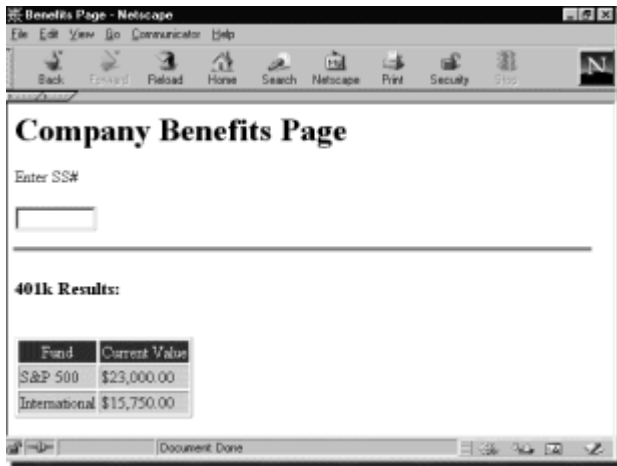 Benefits Page - Netscape
File Edit View Go Communicator Help
Back Forward Reload Home Search Netscape Print Security Stop
N
Company Benefits Page
Enter SS#
401k Results:
Fund Current Value
S&P 500 $23,000.00
International $15,750.00
Document: Done